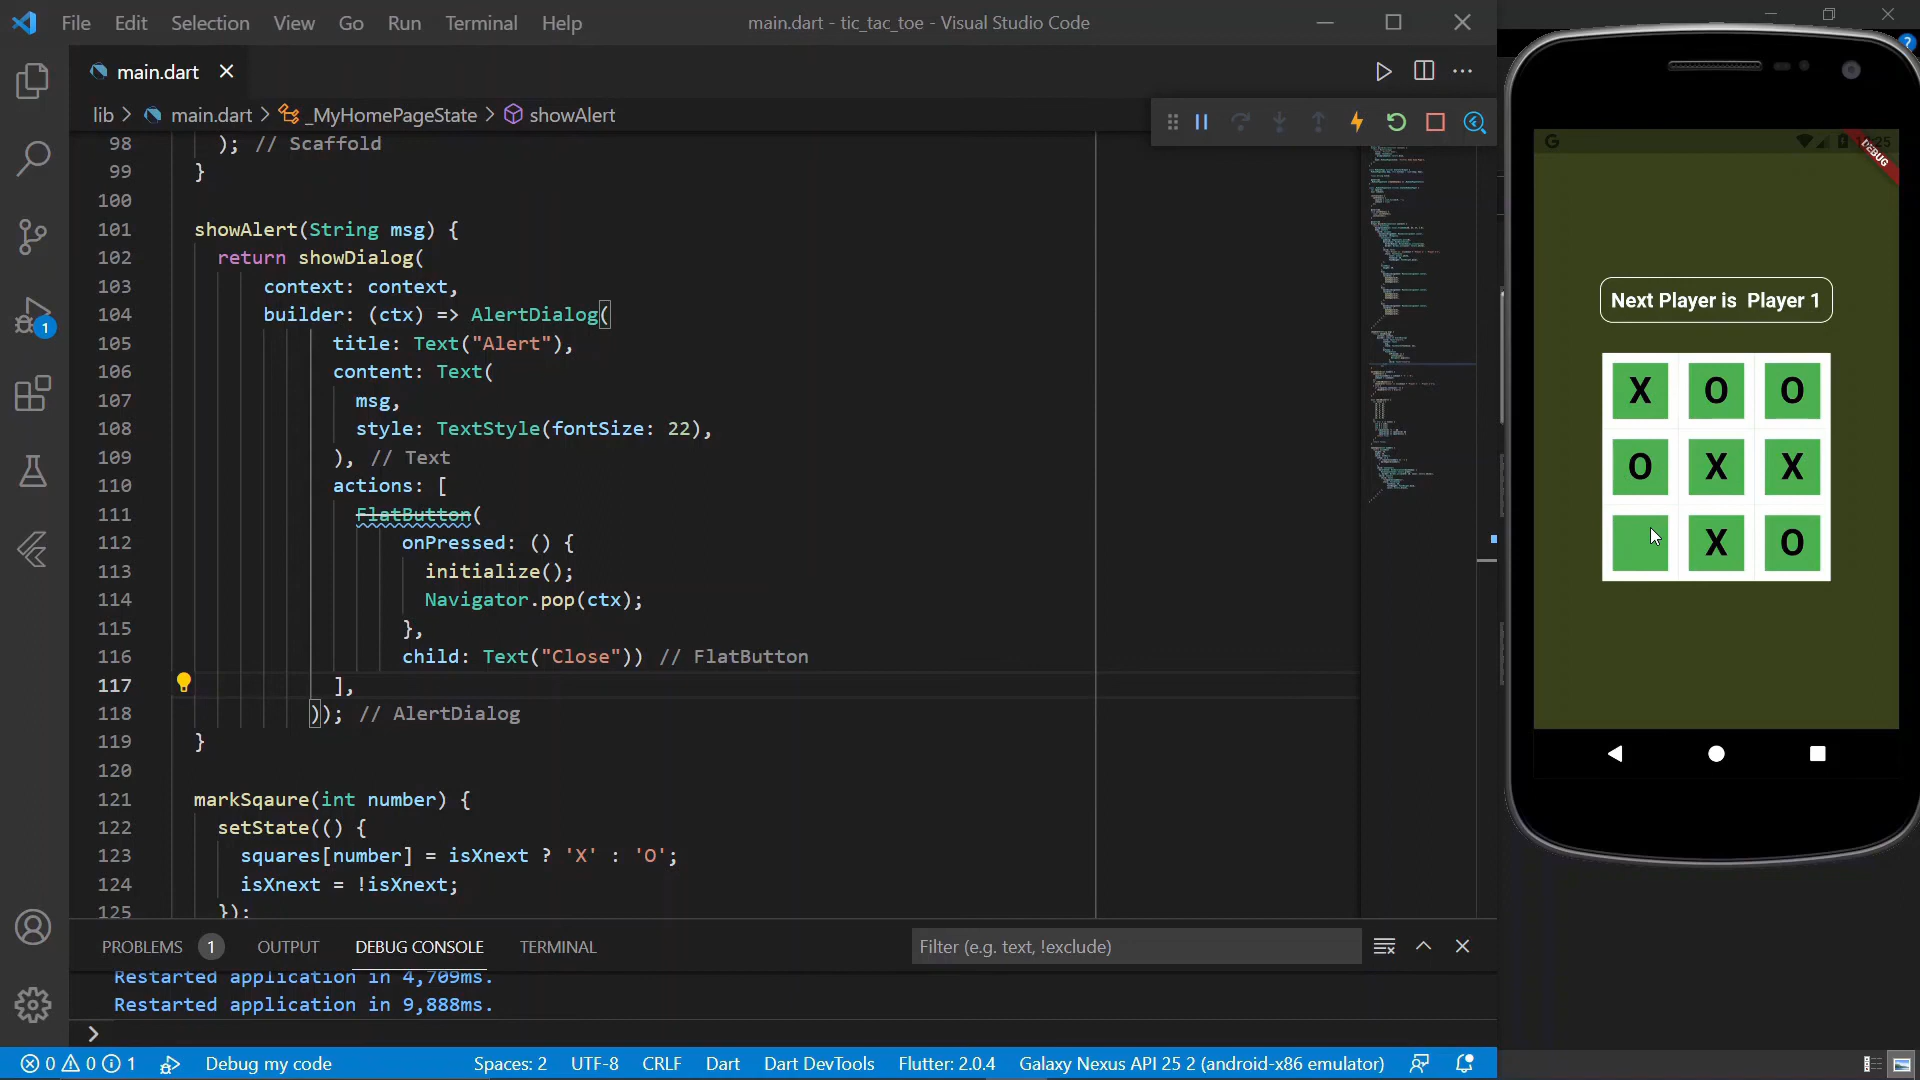 File Edit Selection View Go Run Terminal Help
main.dart - tic_tac_toe - Visual Studio Code
main.dart
lib > main.dart > _MyHomePageState > showAlert
98 ); // Scaffold
99 }
100
101 showAlert(String msg) {
102 return showDialog(
103 context: context,
104 builder: (ctx) => AlertDialog(
105 title: Text("Alert"),
106 content: Text(
107 msg,
108 style: TextStyle(fontSize: 22),
109 ), // Text
110 actions: [
111 FlatButton(
112 onPressed: () {
113 initialize();
114 Navigator.pop(ctx);
115 },
116 child: Text("Close")) // FlatButton
117 ],
118 )); // AlertDialog
119 }
120
121 markSqaure(int number) {
122 setState(() {
123 squares[number] = isXnext ? 'X' : 'O';
124 isXnext = !isXnext;
125 });
1
PROBLEMS 1 OUTPUT DEBUG CONSOLE TERMINAL
Filter (e.g. text, !exclude)
Restarted application in 4,709ms.
Restarted application in 9,888ms.
0 0 1 Debug my code Spaces: 2 UTF-8 CRLF Dart Dart DevTools Flutter: 2.0.4 Galaxy Nexus API 25 2 (android-x86 emulator)
DEBUG
Next Player is Player 1
X O O
O X X
X O